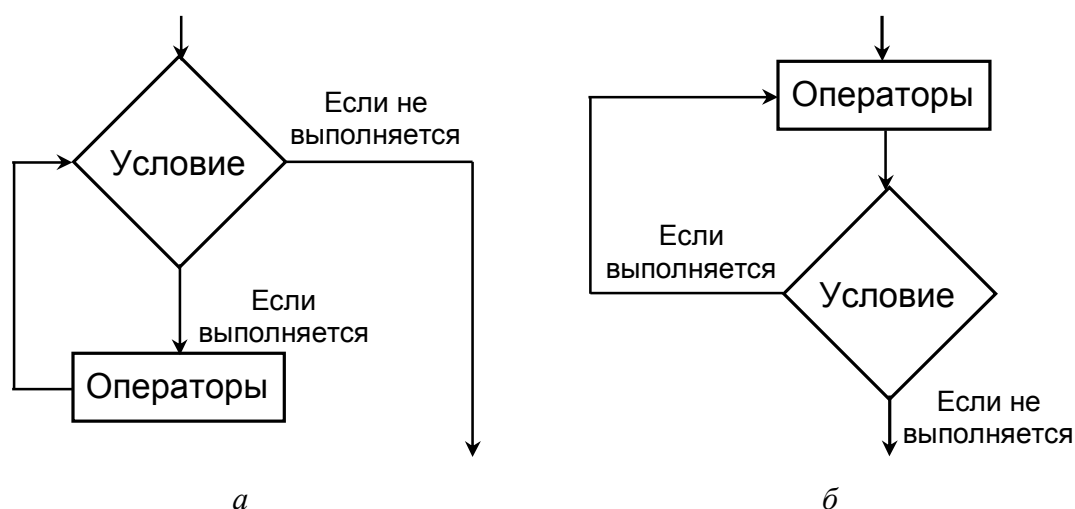 Если не
выполняется
Условие
Если
выполняется
Операторы
а
Операторы
Если
выполняется
Условие
Если не
выполняется
б